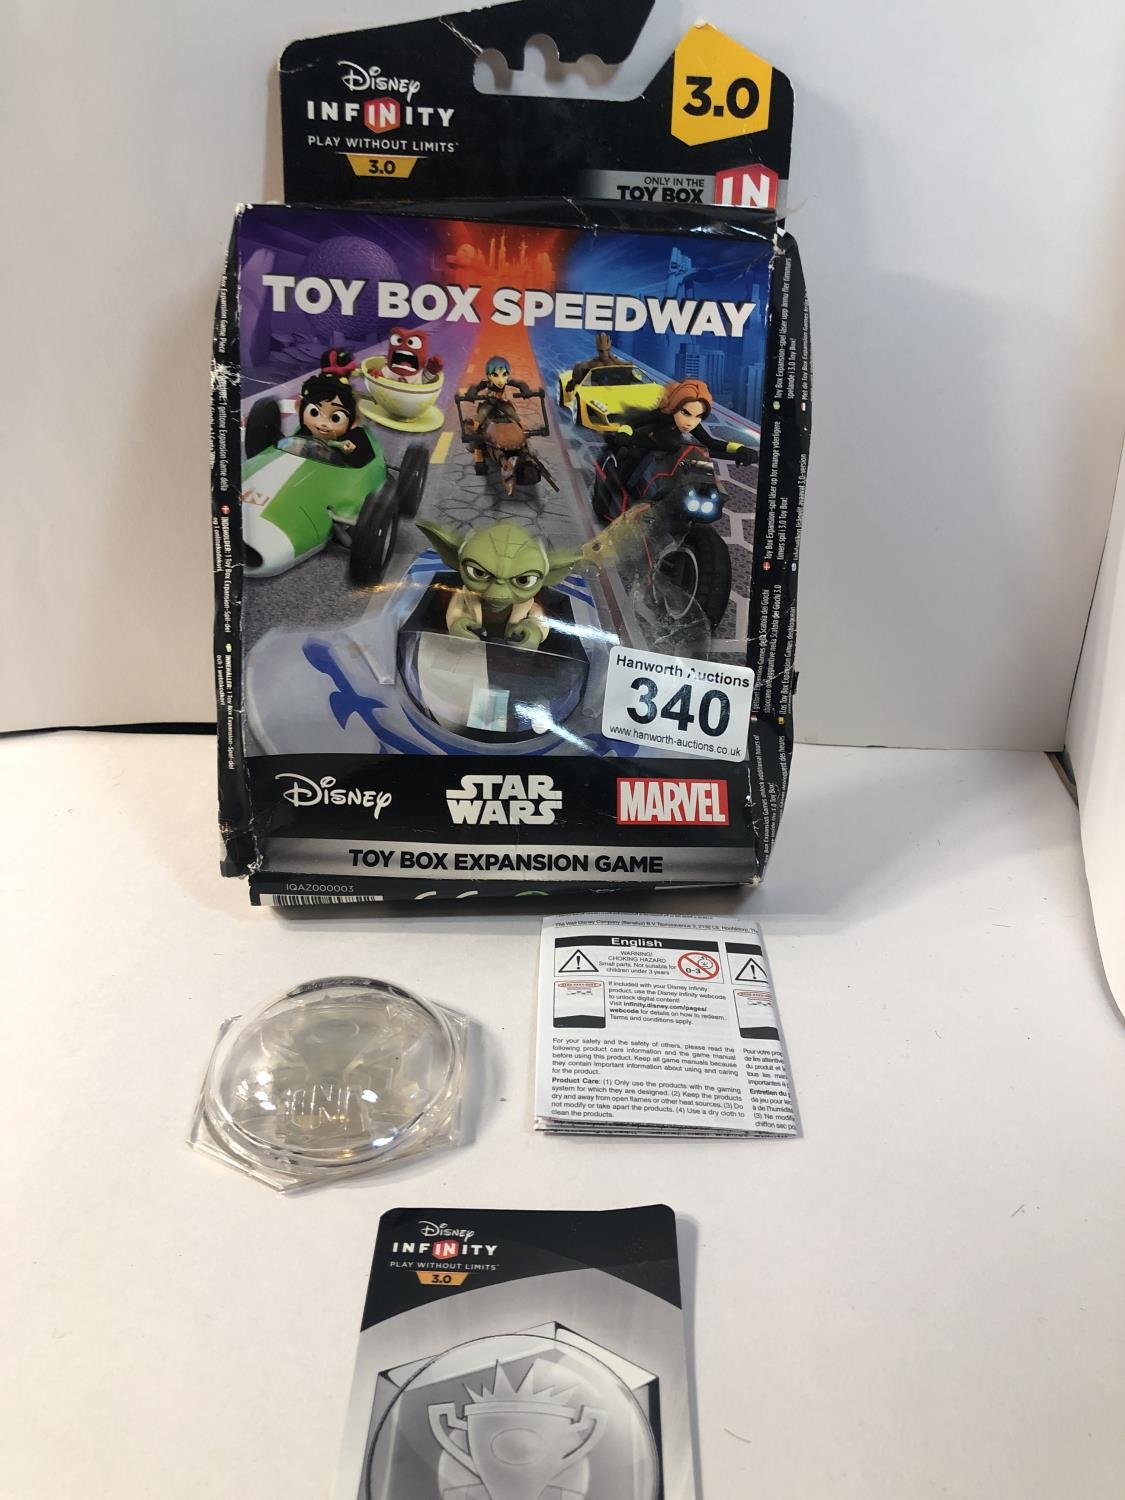 Disney
INFINITY
PLAY WITHOUT LIMITS
3.0
3.0
ONLY IN THE
TOY BOX
IN
TOY BOX SPEEDWAY
Hanworth Auctions
340
www.hanworth-auctions.co.uk
Disney
STAR
WARS
MARVEL
TOY BOX EXPANSION GAME
IQAZ000003
English
WARNING!
CHOKING HAZARD
Small parts. Not suitable for
children under 3 years
0-3
If included with your Disney Infinity
product, use the Disney Infinity webcode
to unlock digital content!
Visit infinity.disney.com/pages/
webcode for details on how to redeem.
Terms and conditions apply.
For your safety and the safety of others, please read the
following product care information and the game manual
before using this product. Keep all game manuals because
they contain important information about using and caring
for the product.
Product Care: (1) Only use the products with the gaming
system for which they are designed. (2) Keep the products
dry and away from open flames or other heat sources. (3) Do
not modify or take apart the products. (4) Use a dry cloth to
clean the products.
IN
Disney
INFINITY
PLAY WITHOUT LIMITS
3.0